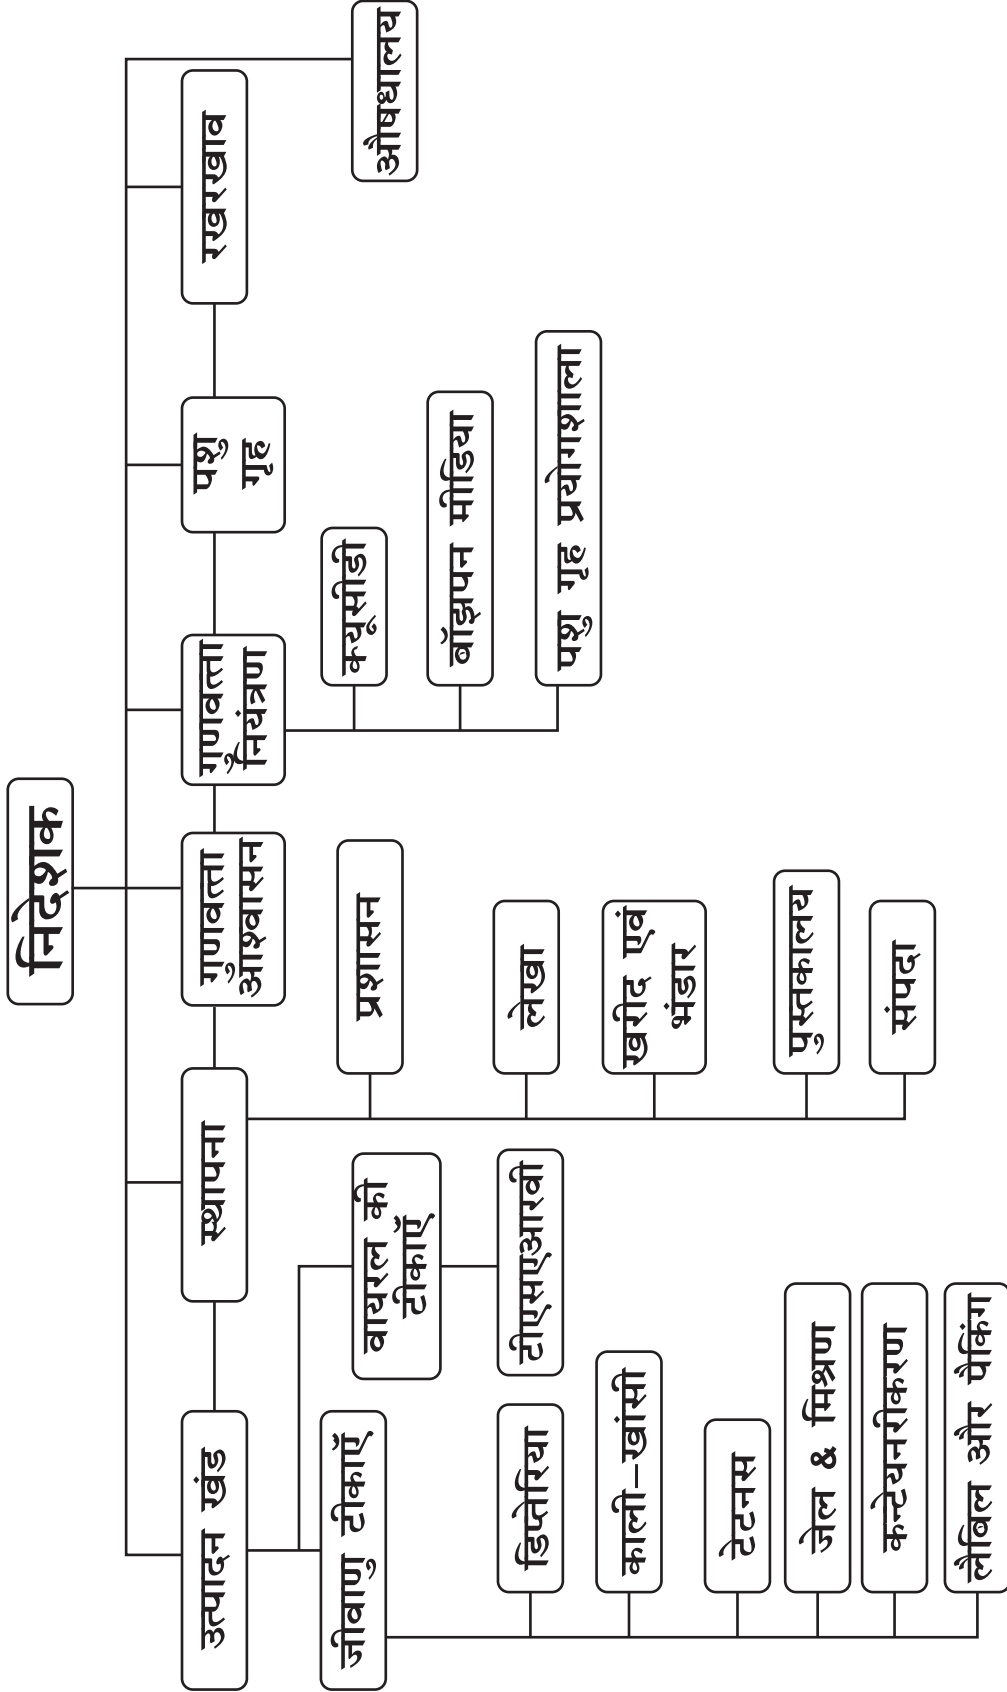 निदेशक
उत्पादन खंड
स्थापना
गुणवत्ता
आश्वासन
गुणवत्ता
नियंत्रण
पशु
गृह
रखरखाव
औषधालय
जीवाणु टीकाएँ
वायरल की
टीकाएँ
डिप्तीरिया
काली-खांसी
टेटनस
जेल & मिश्रण
कन्टेयनरीकरण
लेबिल और पैकिंग
टीएसएआरवी
प्रशासन
लेखा
खरीद एवं
भंडार
पुस्तकालय
संपदा
क्यूसीडी
बाँझपन मीडिया
पशु गृह प्रयोगशाला